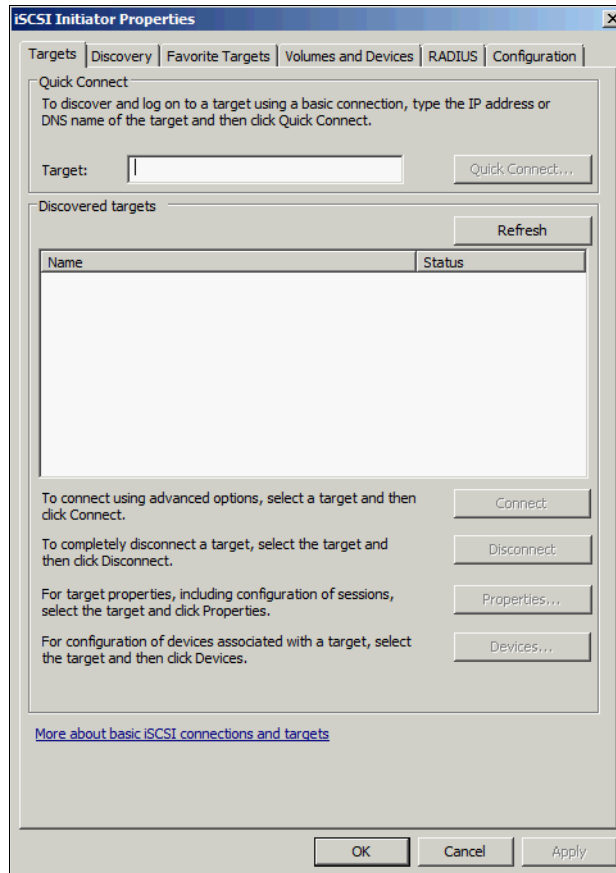 iSCSI Initiator Properties
Targets Discovery Favorite Targets Volumes and Devices RADIUS Configuration
Quick Connect
To discover and log on to a target using a basic connection, type the IP address or
DNS name of the target and then click Quick Connect.
Target:
Quick Connect...
Discovered targets
Refresh
Name Status
To connect using advanced options, select a target and then
click Connect.
Connect
To completely disconnect a target, select the target and
then click Disconnect.
Disconnect
For target properties, including configuration of sessions,
select the target and click Properties.
Properties...
For configuration of devices associated with a target, select
the target and then click Devices.
Devices...
More about basic iSCSI connections and targets
OK Cancel Apply